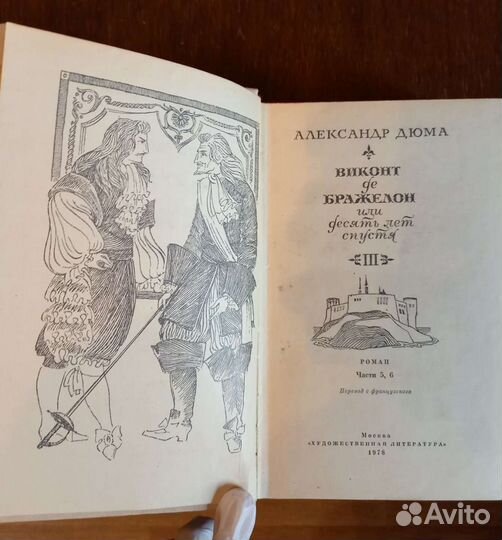 АЛЕКСАНДР ДЮМА
ВИКОНТ
де
БРАЖЕЛОН
или
десять лет
спустя
III
РОМАН
Части 5, 6
Перевод с французского
Москва
«ХУДОЖЕСТВЕННАЯ ЛИТЕРАТУРА»
1978
Avito